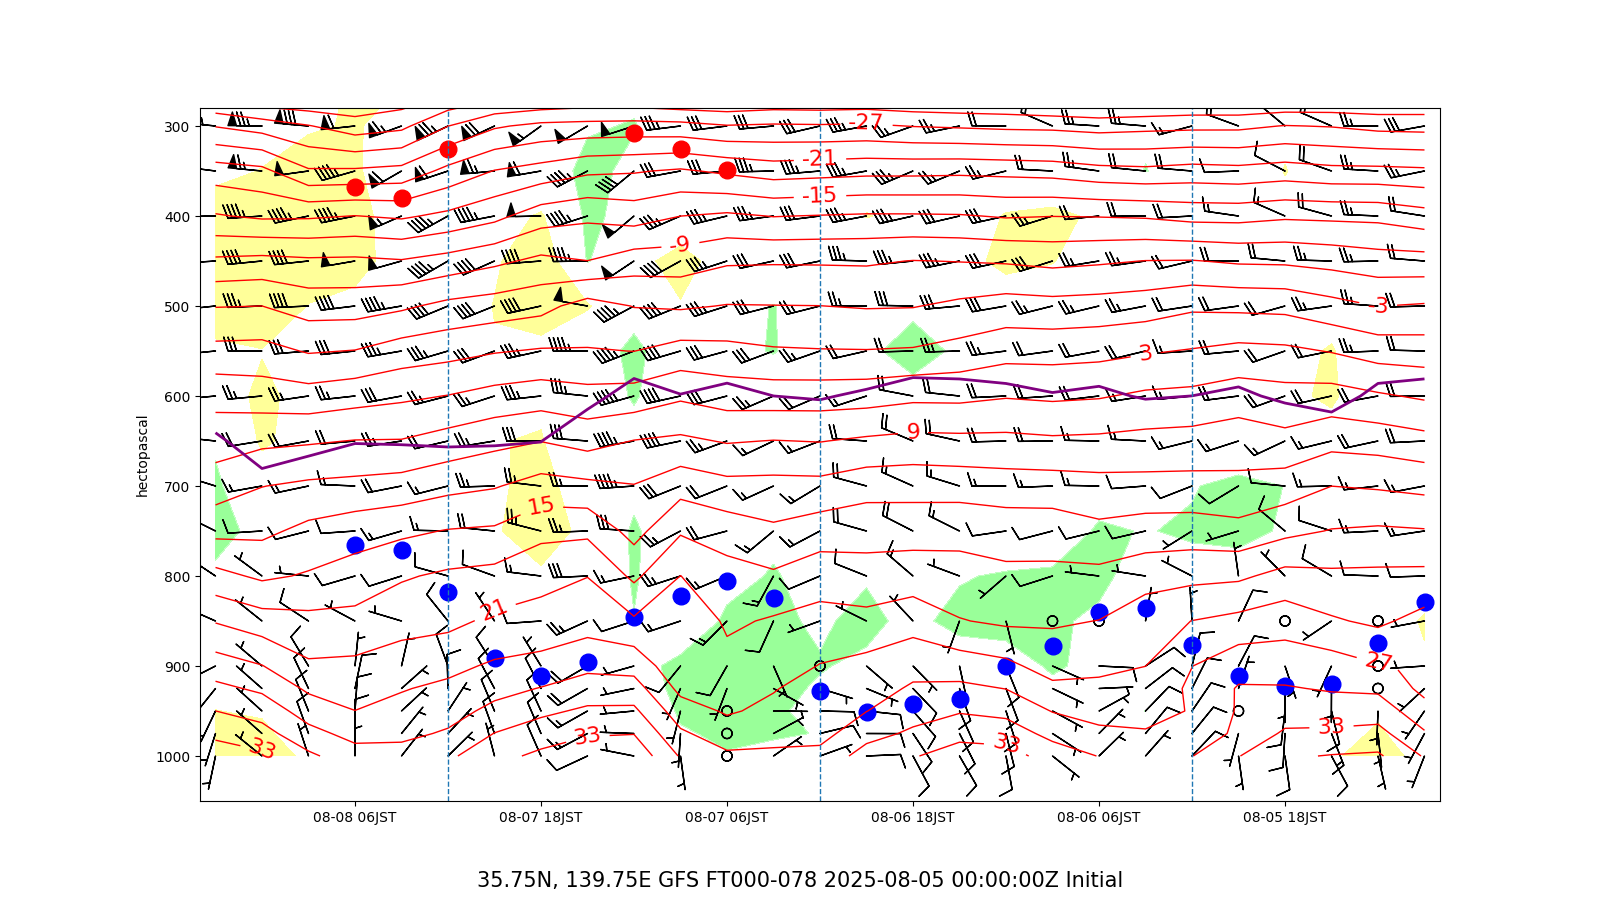 300
400
500
600
700
800
900
1000
hectopascal
-27
-21
-15
-9
-3
3
9
15
21
27
33
33
33
33
08-08 06JST
08-07 18JST
08-07 06JST
08-06 18JST
08-06 06JST
08-05 18JST
35.75N, 139.75E GFS FT000-078 2025-08-05 00:00:00Z Initial